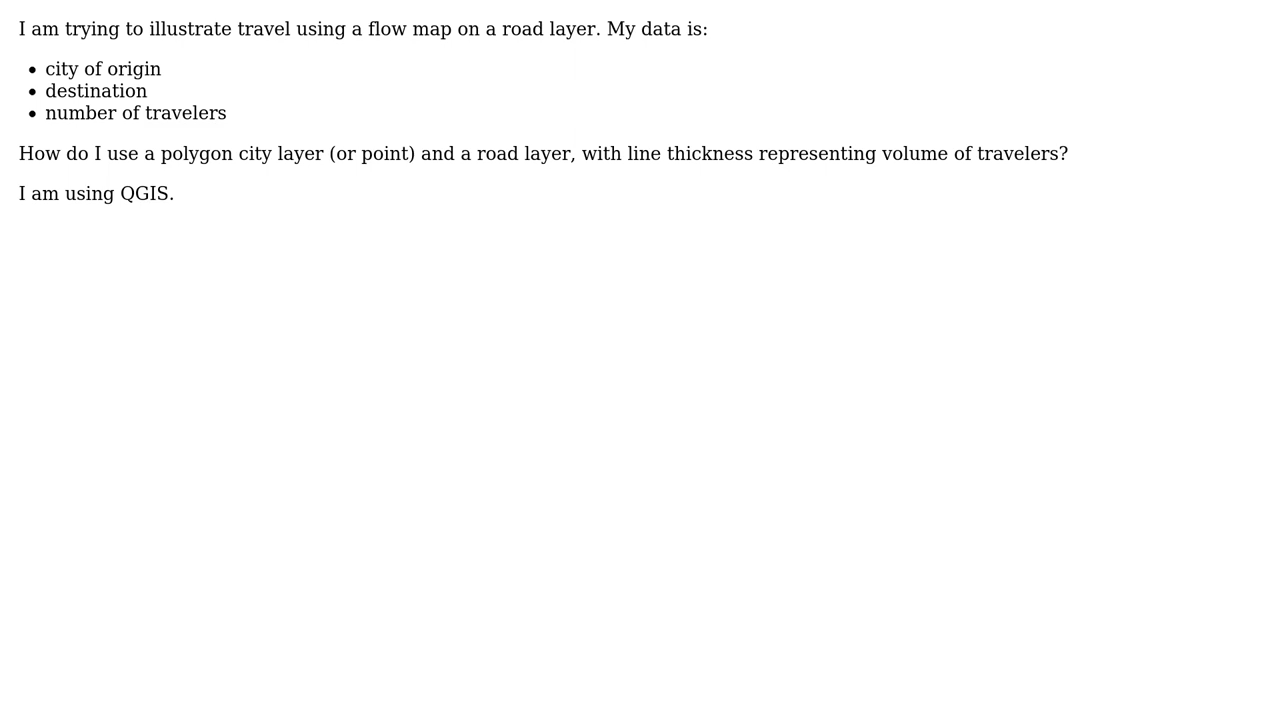 I am trying to illustrate travel using a flow map on a road layer. My data is:
• city of origin
• destination
• number of travelers
How do I use a polygon city layer (or point) and a road layer, with line thickness representing volume of travelers?
I am using QGIS.